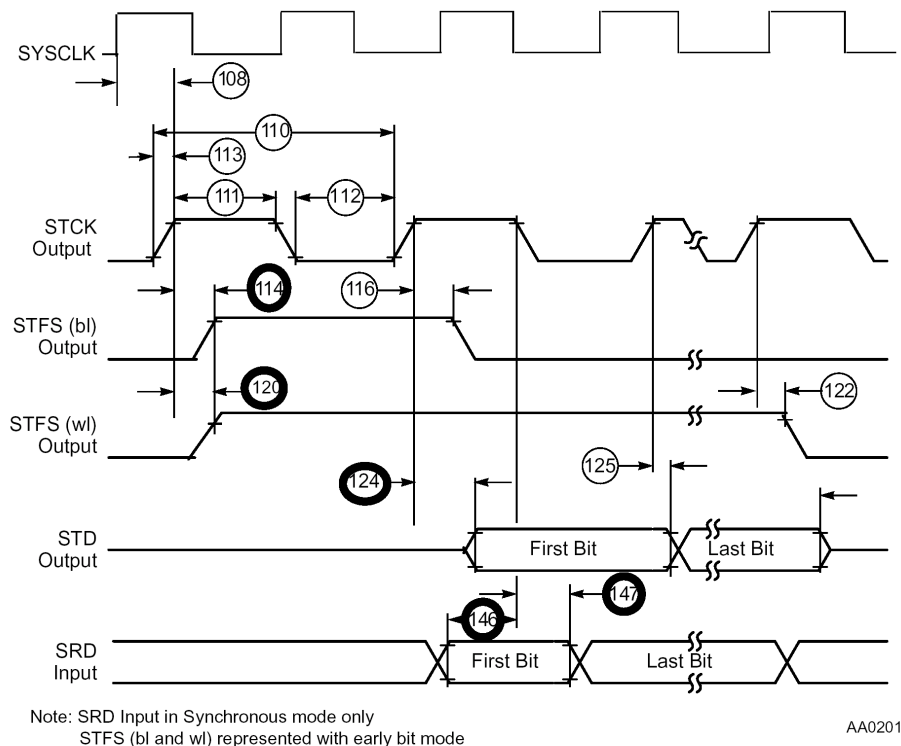 SYSCLK
108
110
113
111
112
STCK
Output
114
116
STFS (bl)
Output
120
122
STFS (wl)
Output
125
124
STD
Output
First Bit
Last Bit
147
146
SRD
Input
First Bit
Last Bit
Note: SRD Input in Synchronous mode only
STFS (bl and wl) represented with early bit mode
AA0201